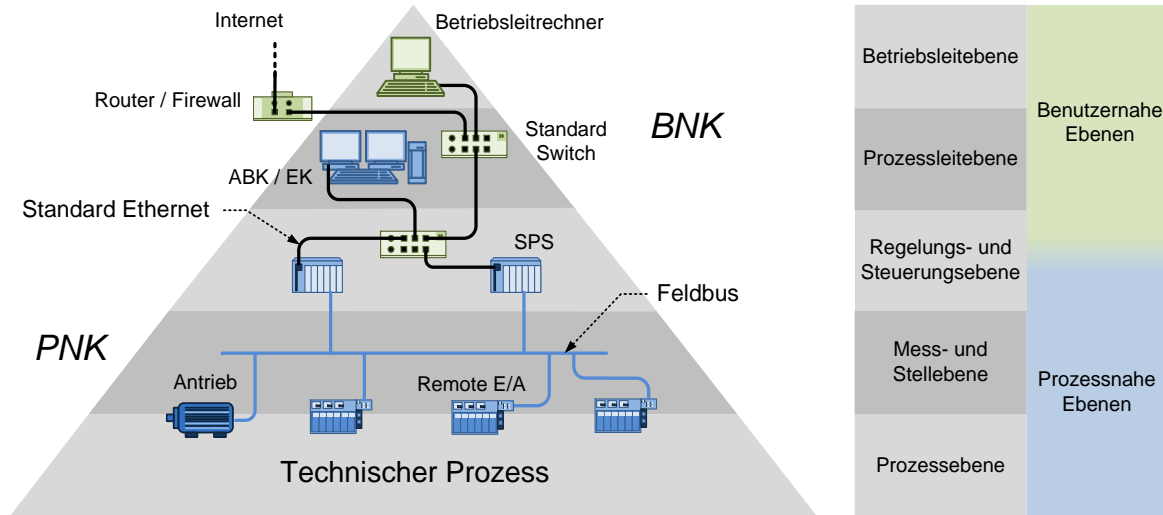 Internet
Betriebsleitrechner
Router / Firewall
BNK
Standard
Switch
ABK / EK
Standard Ethernet
SPS
Feldbus
PNK
Antrieb
Remote E/A
Technischer Prozess
Betriebsleitebene
Prozessleitebene
Regelungs- und
Steuerungsebene
Mess- und
Stellebene
Prozessebene
Benutzernahe
Ebenen
Prozessnahe
Ebenen